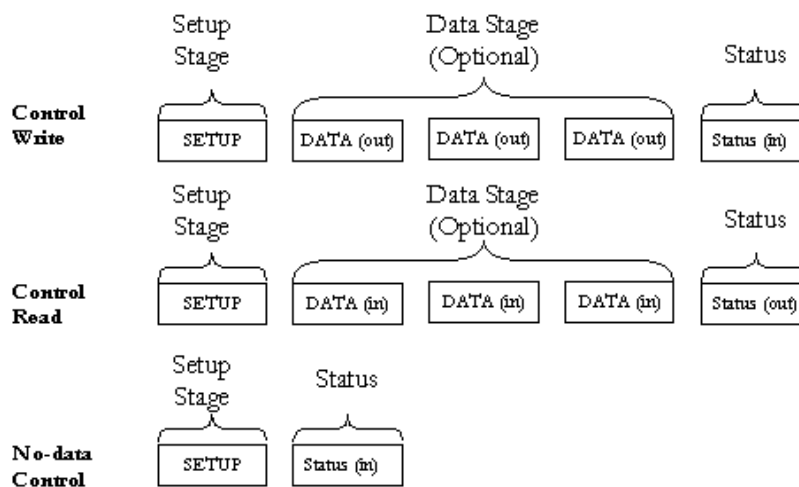 Setup
Stage
Data Stage
(Optional)
Status
Control
Write
SETUP
DATA (out)
DATA (out)
DATA (out)
Status (in)
Setup
Stage
Data Stage
(Optional)
Status
Control
Read
SETUP
DATA (in)
DATA (in)
DATA (in)
Status (out)
Setup
Stage
Status
No-data
Control
SETUP
Status (in)